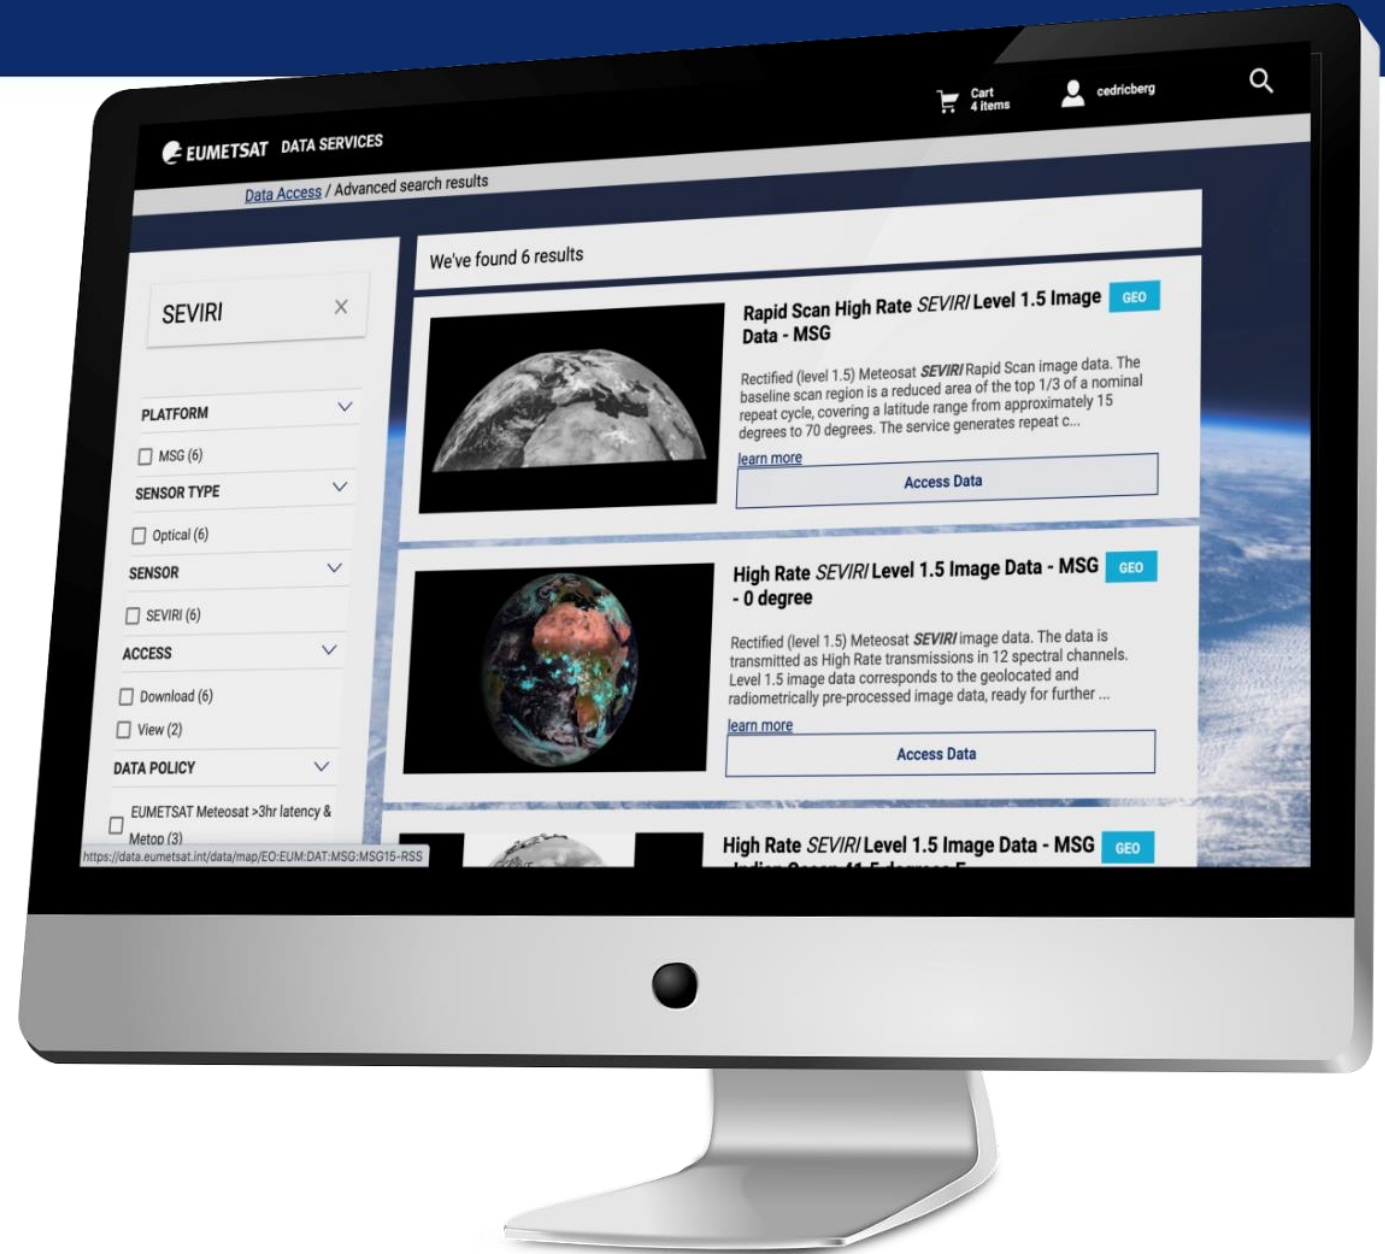 EUMETSAT DATA SERVICES
Cart
4 items
cedricberg
Data Access / Advanced search results
SEVIRI
PLATFORM
MSG (6)
SENSOR TYPE
Optical (6)
SENSOR
SEVIRI (6)
ACCESS
Download (6)
View (2)
DATA POLICY
EUMETSAT Meteosat >3hr latency &
Metop (3)
https://data.eumetsat.int/data/map/EO:EUM:DAT:MSG:MSG15-RSS
We've found 6 results
Rapid Scan High Rate SEVIRI Level 1.5 Image
Data - MSG
GEO
Rectified (level 1.5) Meteosat SEVIRI Rapid Scan image data. The
baseline scan region is a reduced area of the top 1/3 of a nominal
repeat cycle, covering a latitude range from approximately 15
degrees to 70 degrees. The service generates repeat c...
learn more
Access Data
High Rate SEVIRI Level 1.5 Image Data - MSG
- 0 degree
GEO
Rectified (level 1.5) Meteosat SEVIRI image data. The data is
transmitted as High Rate transmissions in 12 spectral channels.
Level 1.5 image data corresponds to the geolocated and
radiometrically pre-processed image data, ready for further ...
learn more
Access Data
High Rate SEVIRI Level 1.5 Image Data - MSG
GEO